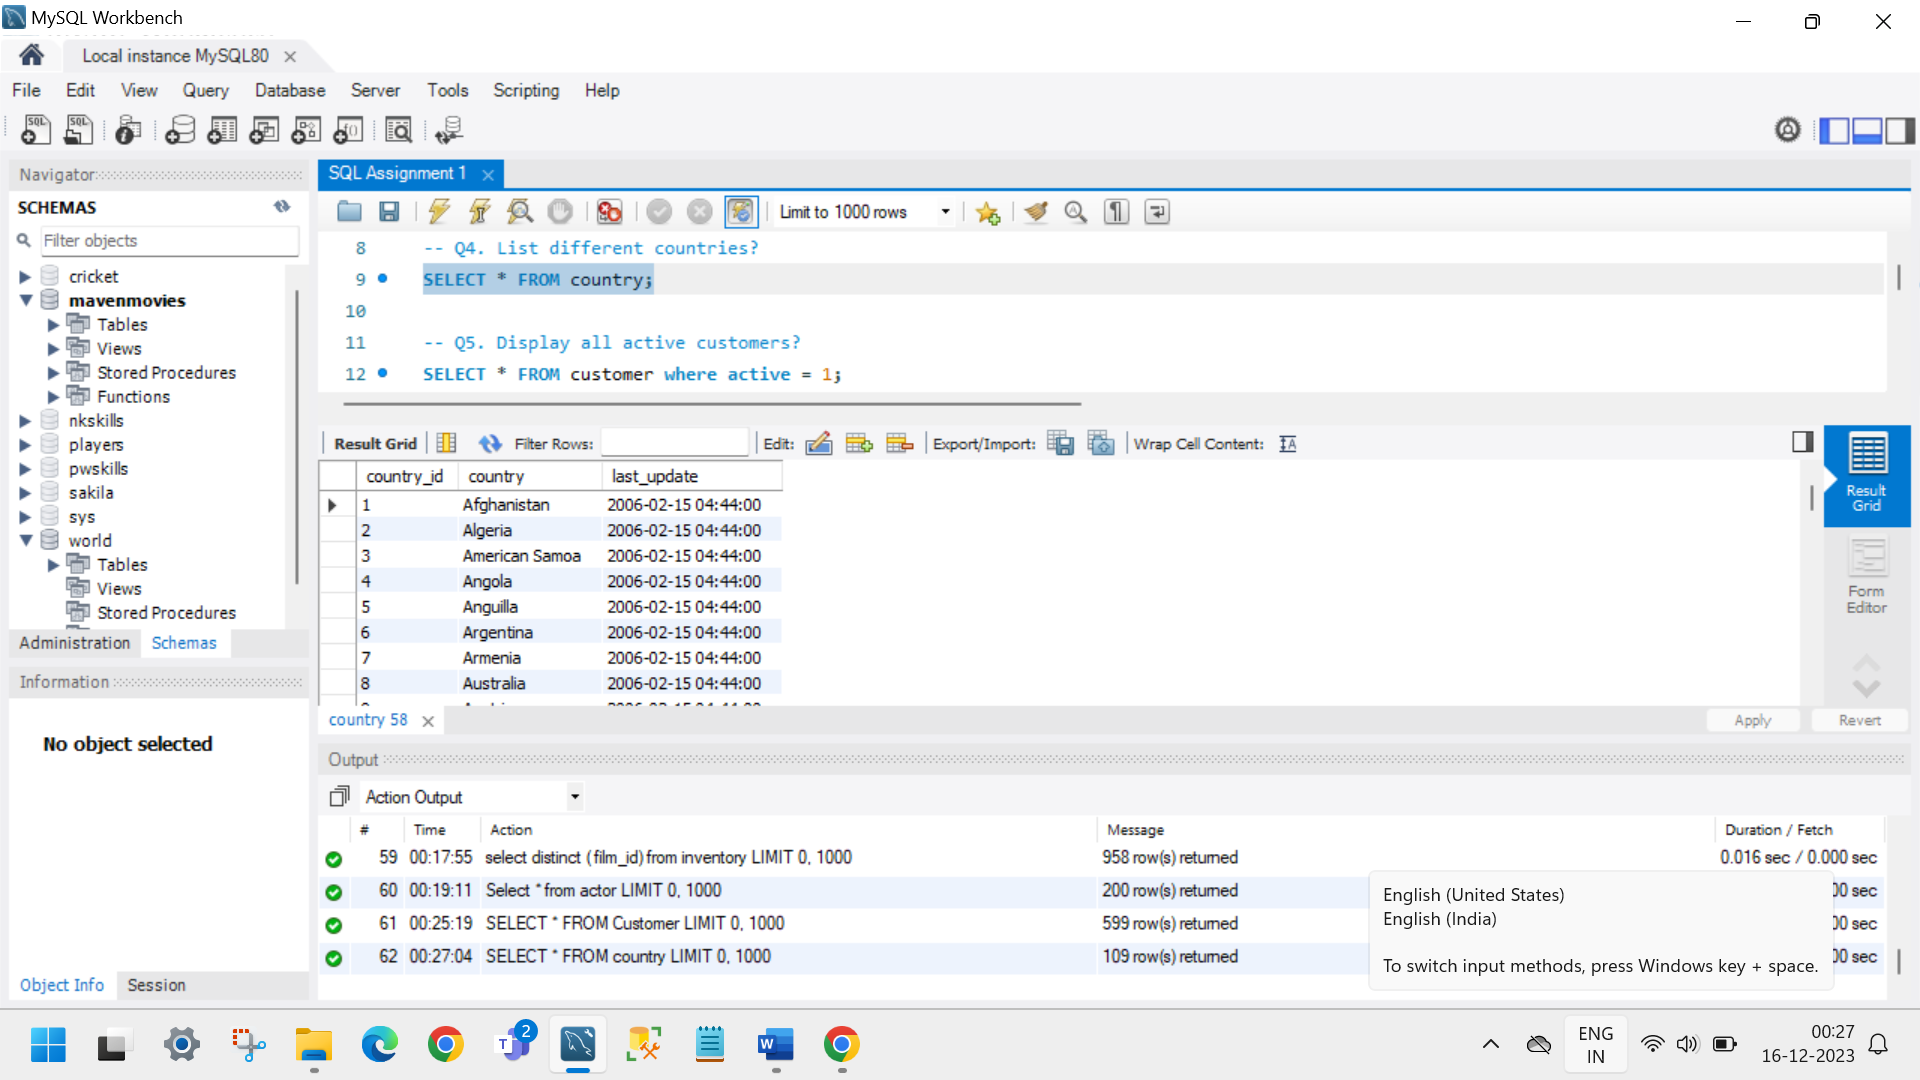 MySQL Workbench
Local instance MySQL80
File Edit View Query Database Server Tools Scripting Help
Navigator
SCHEMAS
Filter objects
cricket
mavenmovies
Tables
Views
Stored Procedures
Functions
nkskills
players
pwskills
sakila
sys
world
Tables
Views
Stored Procedures
Administration Schemas
Information
No object selected
Object Info Session
SQL Assignment 1
Limit to 1000 rows
8 -- Q4. List different countries?
9 SELECT * FROM country;
10
11 -- Q5. Display all active customers?
12 SELECT * FROM customer where active = 1;
Result Grid Filter Rows: Edit: Export/Import: Wrap Cell Content:
country_id country last_update
1 Afghanistan 2006-02-15 04:44:00
2 Algeria 2006-02-15 04:44:00
3 American Samoa 2006-02-15 04:44:00
4 Angola 2006-02-15 04:44:00
5 Anguilla 2006-02-15 04:44:00
6 Argentina 2006-02-15 04:44:00
7 Armenia 2006-02-15 04:44:00
8 Australia 2006-02-15 04:44:00
Result
Grid
Form
Editor
country 58
Apply Revert
Output
Action Output
# Time Action Message Duration / Fetch
59 00:17:55 select distinct (film_id) from inventory LIMIT 0, 1000 958 row(s) returned 0.016 sec / 0.000 sec
60 00:19:11 Select * from actor LIMIT 0, 1000 200 row(s) returned 00 sec
61 00:25:19 SELECT * FROM Customer LIMIT 0, 1000 599 row(s) returned 00 sec
62 00:27:04 SELECT * FROM country LIMIT 0, 1000 109 row(s) returned 00 sec
English (United States)
English (India)
To switch input methods, press Windows key + space.
2
ENG
IN
00:27
16-12-2023